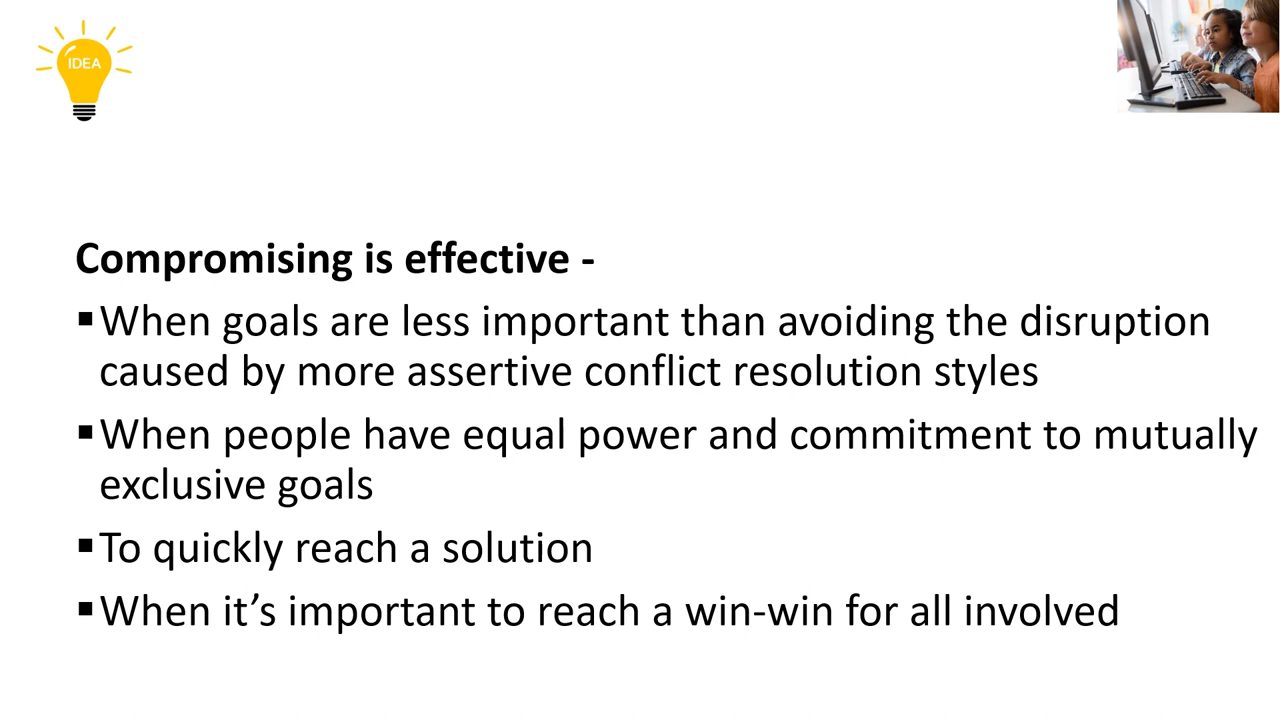 IDEA
Compromising is effective -
▪When goals are less important than avoiding the disruption
caused by more assertive conflict resolution styles
▪When people have equal power and commitment to mutually
exclusive goals
▪To quickly reach a solution
▪When it’s important to reach a win-win for all involved